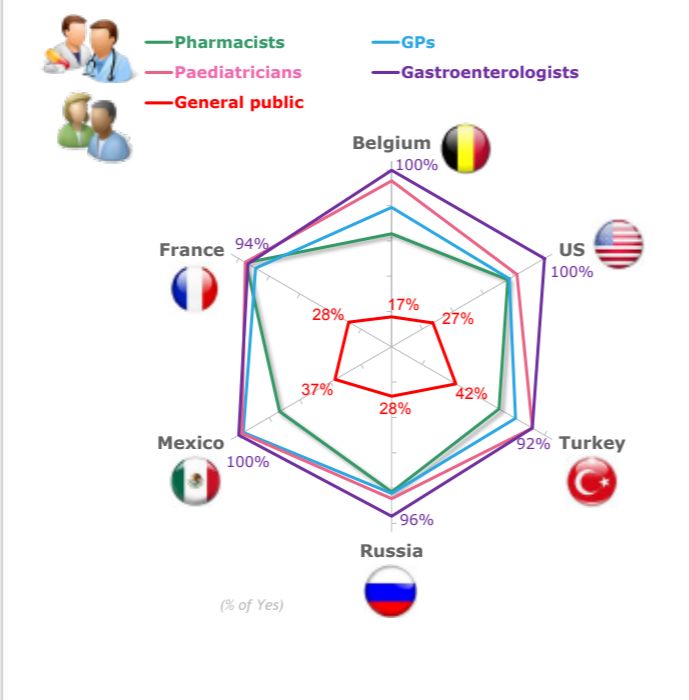 Pharmacists
GPs
Paediatricians
Gastroenterologists
General public
Belgium
100%
France
94%
US
100%
17%
28%
27%
37%
42%
28%
Mexico
100%
92%
Turkey
96%
Russia
(% of Yes)